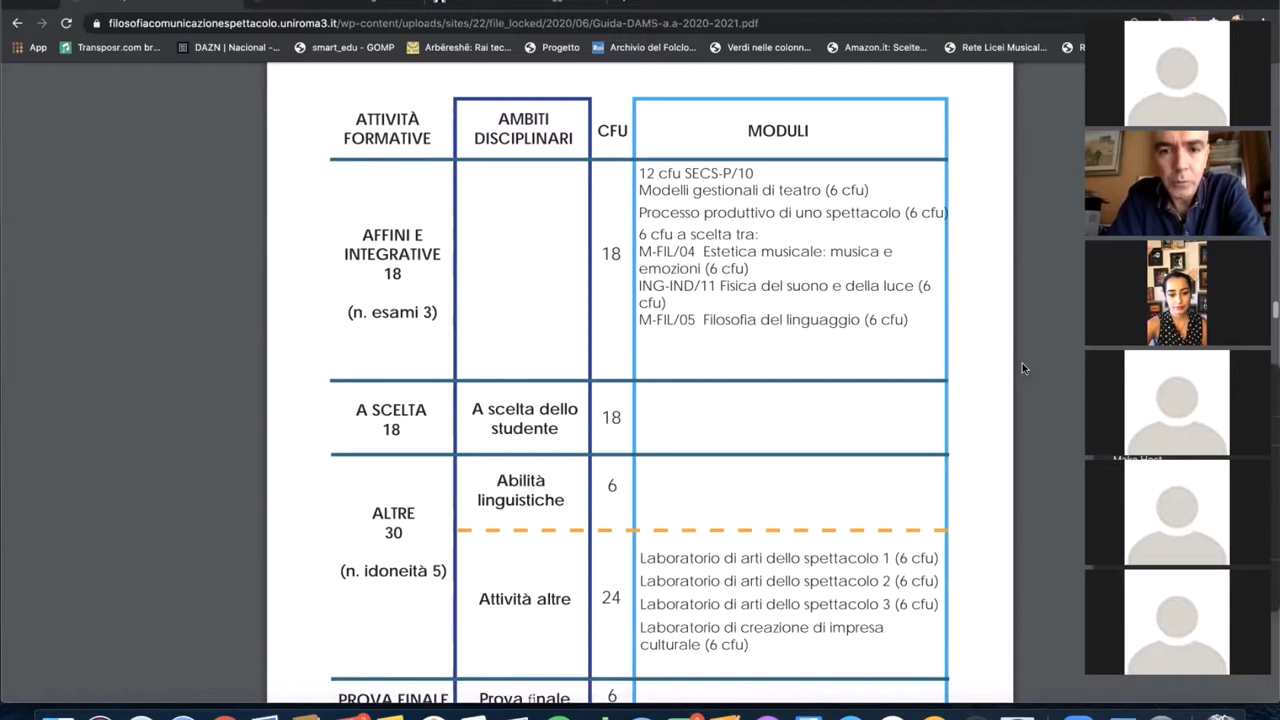 filosofiacomunicazionespettacolo.uniroma3.it/wp-content/uploads/sites/22/file_locked/2020/06/Guida-DAMS-a.a-2020-2021.pdf
App
Transposr.com br...
DAZN | Nacional –...
smart_edu - GOMP
Arbëreshë: Rai tec...
Progetto
Archivio del Folclo...
Verdi nelle colonn...
Amazon.it: Scelte...
Rete Licei Musical...
ATTIVITÀ FORMATIVE
AMBITI DISCIPLINARI
CFU
MODULI
AFFINI E
INTEGRATIVE
18
(n. esami 3)
18
12 cfu SECS-P/10
Modelli gestionali di teatro (6 cfu)
Processo produttivo di uno spettacolo (6 cfu)
6 cfu a scelta tra:
M-FIL/04 Estetica musicale: musica e
emozioni (6 cfu)
ING-IND/11 Fisica del suono e della luce (6
cfu)
M-FIL/05 Filosofia del linguaggio (6 cfu)
A SCELTA
18
A scelta dello
studente
18
ALTRE
30
(n. idoneità 5)
Abilità
linguistiche
6
Attività altre
24
Laboratorio di arti dello spettacolo 1 (6 cfu)
Laboratorio di arti dello spettacolo 2 (6 cfu)
Laboratorio di arti dello spettacolo 3 (6 cfu)
Laboratorio di creazione di impresa
culturale (6 cfu)
PROVA FINALE
Prova finale
6